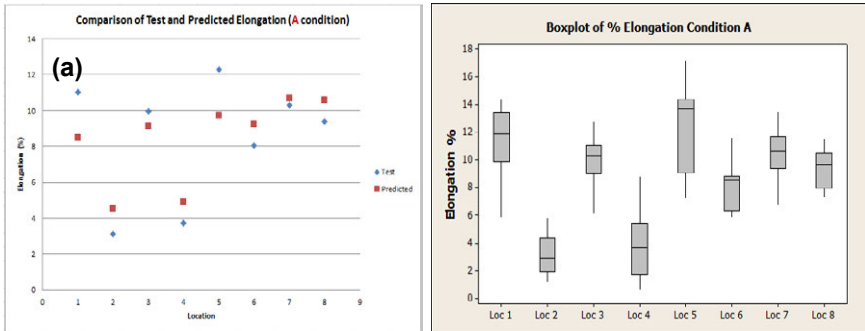 Comparison of Test and Predicted Elongation (A condition)
(a)
14
12
10
8
6
4
2
0
Elongation (%)
0 1 2 3 4 5 6 7 8 9
Location
Test
Predicted
Boxplot of % Elongation Condition A
18
16
14
12
10
8
6
4
2
0
Elongation %
Loc 1 Loc 2 Loc 3 Loc 4 Loc 5 Loc 6 Loc 7 Loc 8